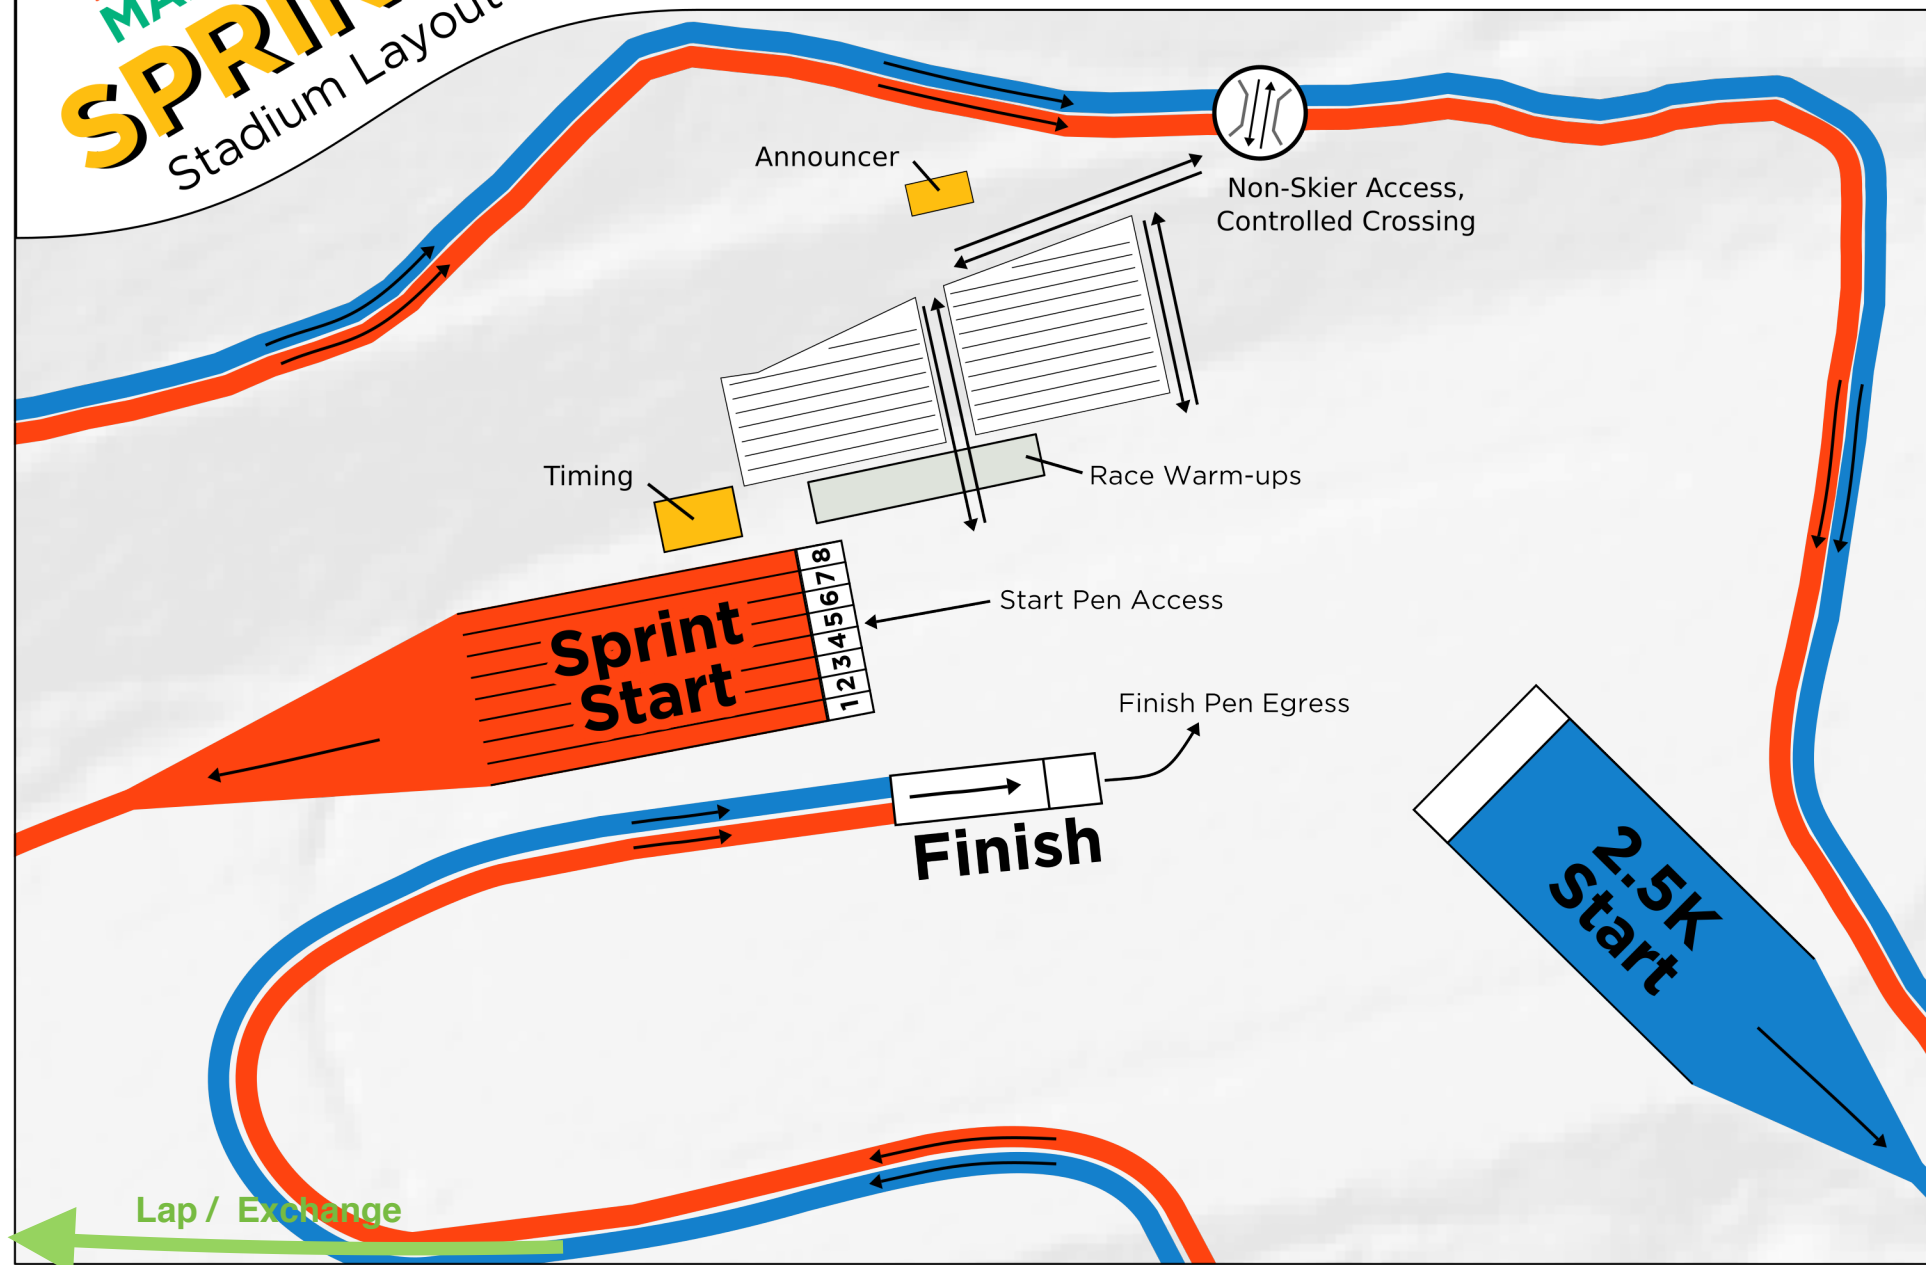 Stadium Layout
Announcer
Non-Skier Access,
Controlled Crossing
Timing
Race Warm-ups
8
7
6
5
4
3
2
1
Sprint
Start
Start Pen Access
Finish Pen Egress
Finish
2.5K
Start
Lap / Exchange